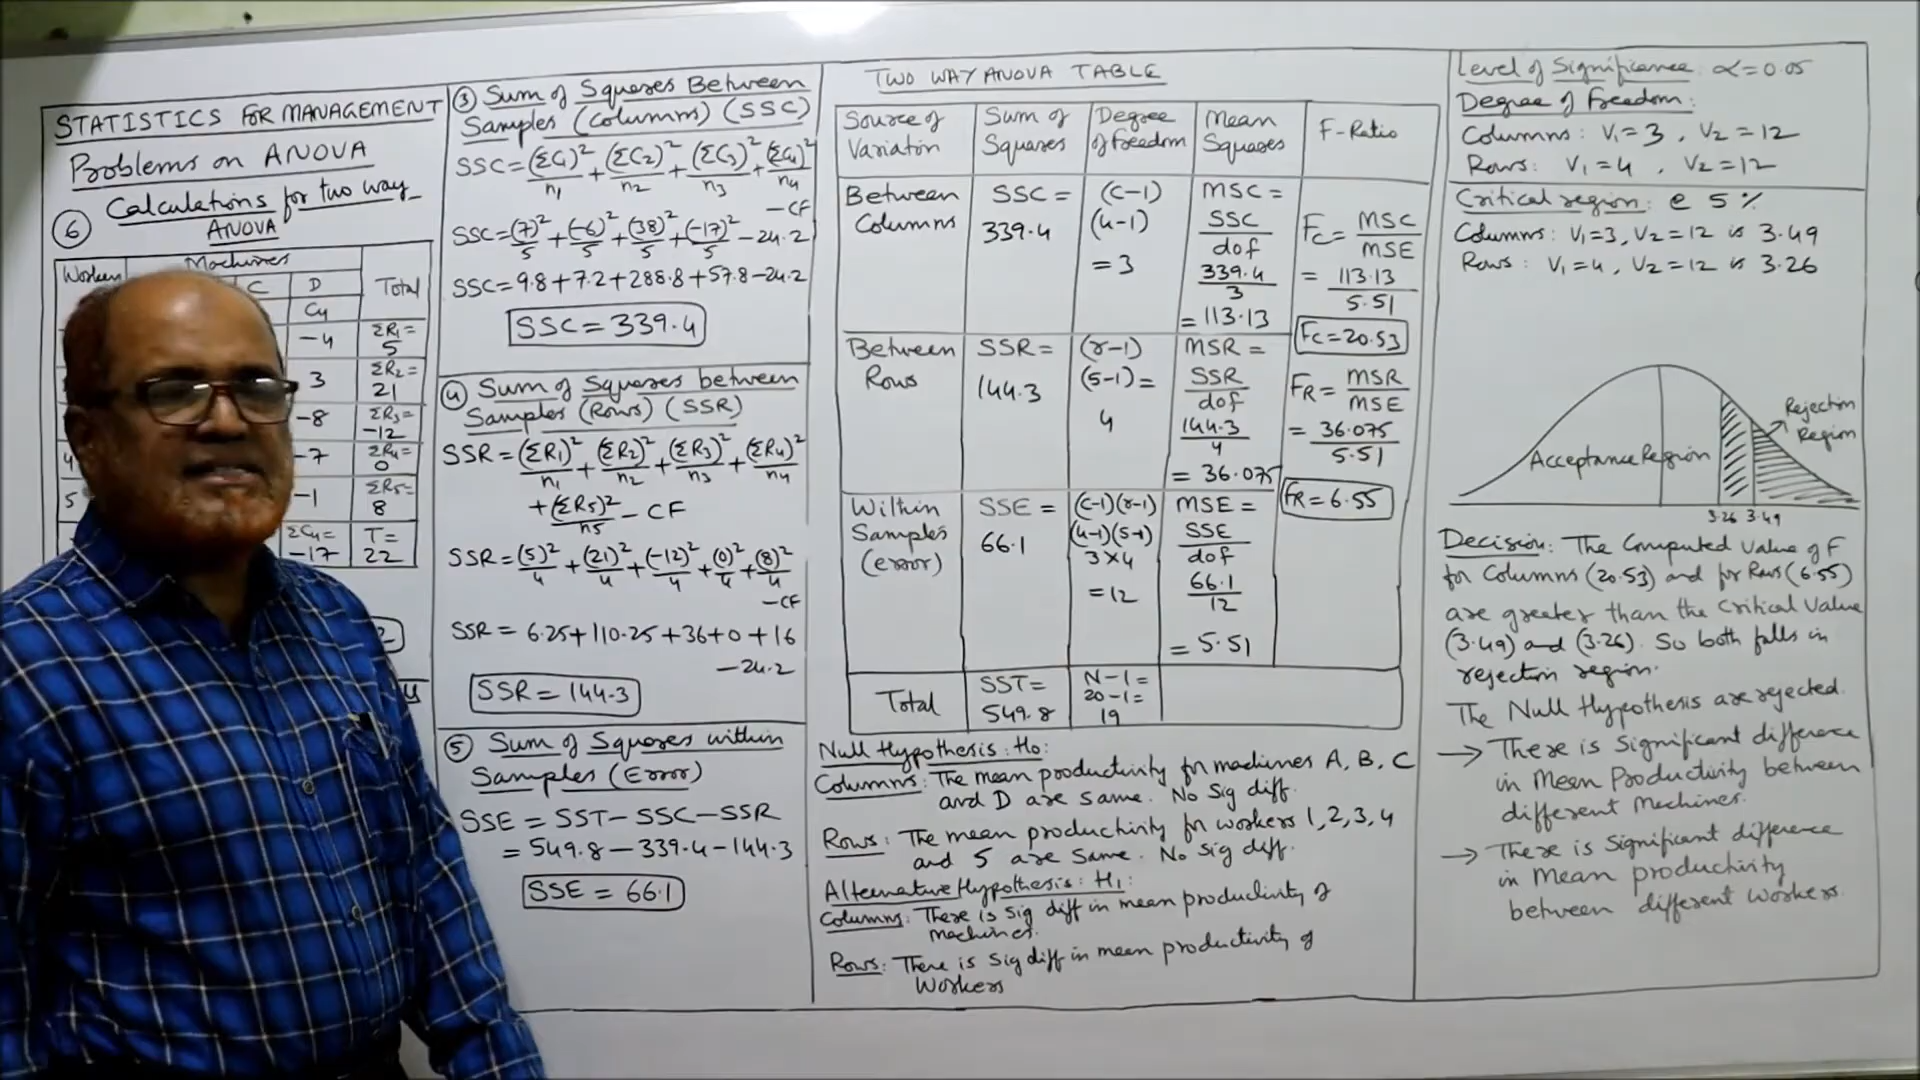 STATISTICS FOR MANAGEMENT
Problems on ANOVA
⑥ Calculations for two way
ANOVA
Workers Machines Total
C D
C4
-4 ΣR1=
5
3 ΣR2=
21
-8 ΣR3=
-12
4 -7 ΣR4=
0
5 -1 ΣR5=
8
ΣC4= T=
-17 22
③ Sum of Squares Between
Samples (Columns) (SSC)
SSC=(ΣC1)²/n1 + (ΣC2)²/n2 + (ΣC3)²/n3 + (ΣC4)²/n4
-CF
SSC=(7)²/5 + (-6)²/5 + (38)²/5 + (-17)²/5 - 24.2
SSC=9.8+7.2+288.8+57.8-24.2
SSC=339.4
④ Sum of Squares between
Samples (Rows) (SSR)
SSR=(ΣR1)²/n1 + (ΣR2)²/n2 + (ΣR3)²/n3 + (ΣR4)²/n4
+(ΣR5)²/n5 - CF
SSR=(5)²/4 + (21)²/4 + (-12)²/4 + (0)²/4 + (8)²/4
-CF
SSR=6.25+110.25+36+0+16
-24.2
SSR=144.3
⑤ Sum of Squares within
Samples (Error)
SSE = SST-SSC-SSR
= 549.8-339.4-144.3
SSE = 66.1
TWO WAY ANOVA TABLE
Source of Sum of Degree Mean F-Ratio
Variation Squares of freedom Squares
Between SSC= (C-1) MSC=
Columns 339.4 (4-1) SSC/dof FC=MSC/MSE
=3 339.4/3 =113.13/5.51
=113.13 FC=20.53
Between SSR= (r-1) MSR=
Rows 144.3 (5-1)= SSR/dof FR=MSR/MSE
4 144.3/4 =36.075/5.51
=36.075
Within SSE= (C-1)(r-1) MSE= FR=6.55
Samples 66.1 (4-1)(5-1) SSE/dof
(error) 3×4 66.1/12
=12
=5.51
Total SST= N-1=
549.8 20-1=
19
Null Hypothesis: H0:
Columns: The mean productivity for machines A, B, C
and D are same. No Sig diff.
Rows: The mean productivity for workers 1,2,3,4
and 5 are same. No sig diff.
Alternative Hypothesis: H1:
Columns: There is Sig diff in mean productivity of
machines.
Rows: There is Sig diff in mean productivity of
Workers
Level of Significance: α=0.05
Degree of freedom:
Columns: V1=3, V2=12
Rows: V1=4, V2=12
Critical region: @ 5%
Columns: V1=3, V2=12 is 3.49
Rows: V1=4, V2=12 is 3.26
Rejection
Region
Acceptance Region
3.26 3.49
Decision: The Computed value of F
for Columns (20.53) and for Rows (6.55)
are greater than the critical value
(3.49) and (3.26). So both falls in
rejection region.
The Null Hypothesis are rejected.
→ There is Significant difference
in Mean Productivity between
different machines.
→ There is Significant difference
in mean productivity
between different workers.